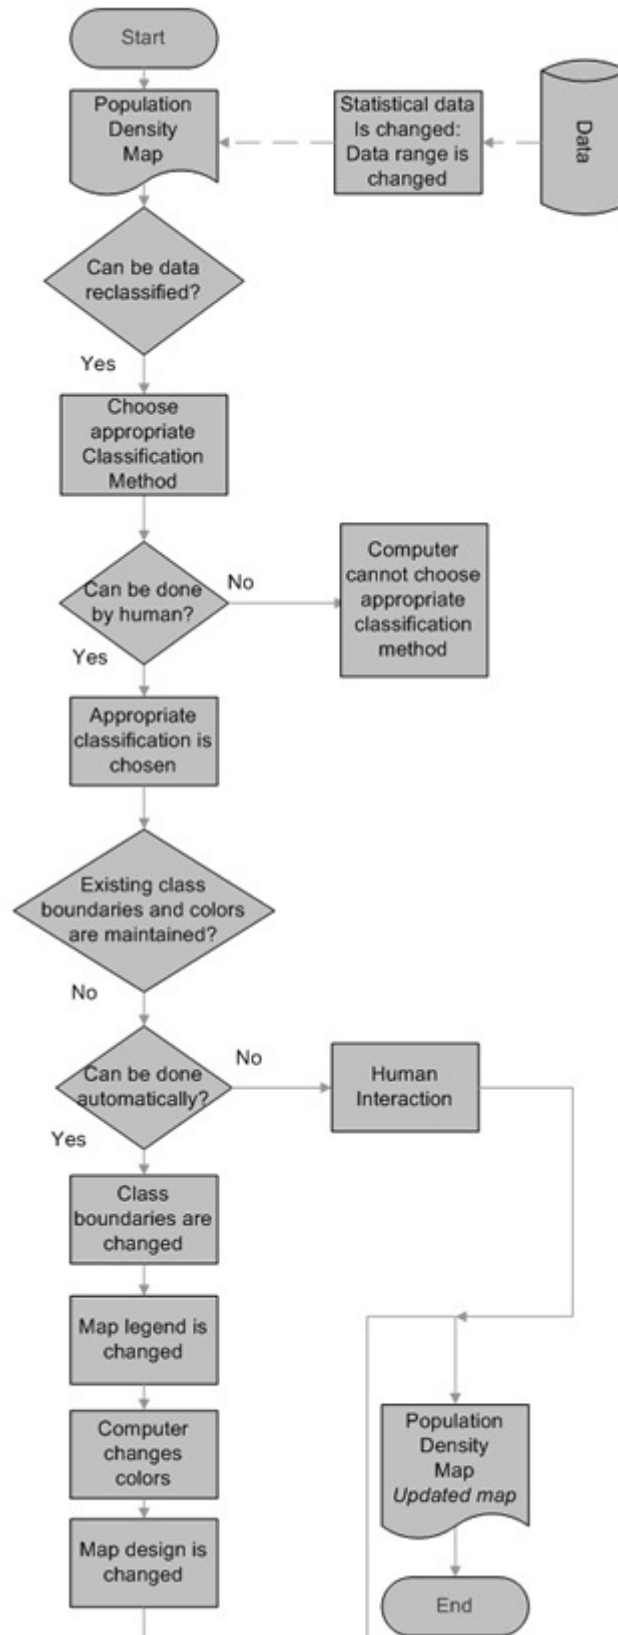 Start
Population
Density
Map
Statistical data
Is changed:
Data range is
changed
Data
Can be data
reclassified?
Yes
Choose
appropriate
Classification
Method
Can be done
by human?
No
Computer
cannot choose
appropriate
classification
method
Yes
Appropriate
classification is
chosen
Existing class
boundaries and colors
are maintained?
No
Can be done
automatically?
No
Human
Interaction
Yes
Class
boundaries are
changed
Map legend is
changed
Computer
changes
colors
Map design is
changed
Population
Density
Map
Updated map
End